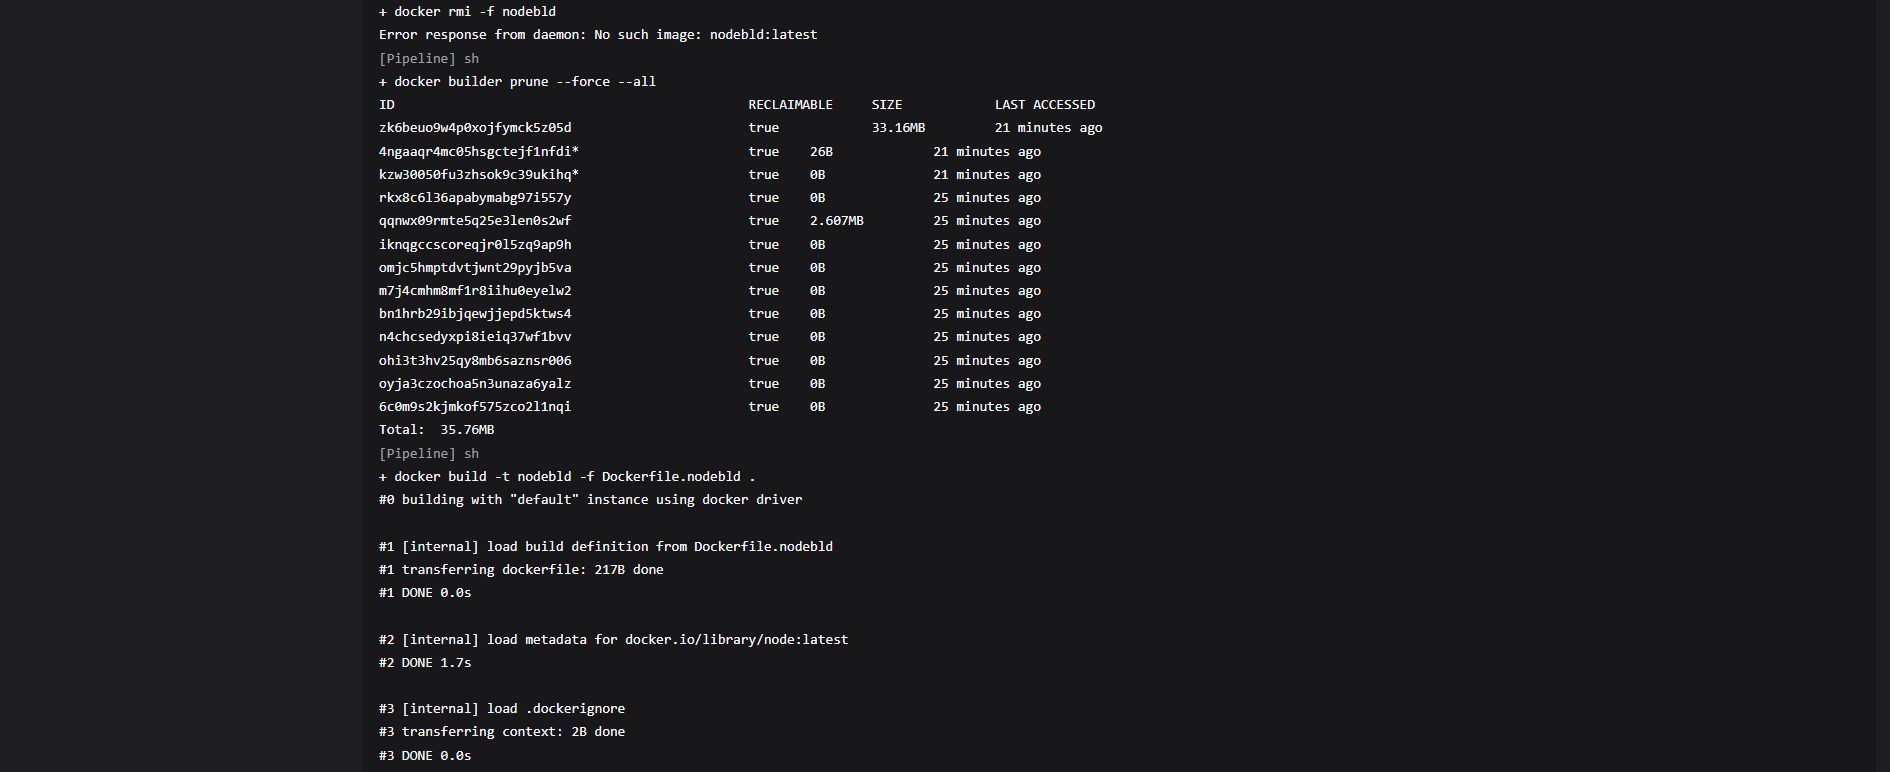 + docker rmi -f nodebld
Error response from daemon: No such image: nodebld:latest
[Pipeline] sh
+ docker builder prune --force --all
ID RECLAIMABLE SIZE LAST ACCESSED
zk6beuo9w4p0xojfymck5z05d true 33.16MB 21 minutes ago
4ngaaqr4mc05hsgctejf1nfdi* true 26B 21 minutes ago
kzw30050fu3zhsok9c39ukihq* true 0B 21 minutes ago
rkx8c6l36apabymabg97i557y true 0B 25 minutes ago
qqnwx09rmte5q25e3len0s2wf true 2.607MB 25 minutes ago
iknqgccscoreqjr0l5zq9ap9h true 0B 25 minutes ago
omjc5hmptdvtjwnt29pyjb5va true 0B 25 minutes ago
m7j4cmhm8mf1r8iihu0eyelw2 true 0B 25 minutes ago
bn1hrb29ibjqewjjepd5ktws4 true 0B 25 minutes ago
n4chcsedyxpi8ieiq37wf1bvv true 0B 25 minutes ago
ohi3t3hv25qy8mb6saznsr006 true 0B 25 minutes ago
oyja3czochoa5n3unaza6yalz true 0B 25 minutes ago
6c0m9s2kjmkof575zco2l1nqi true 0B 25 minutes ago
Total: 35.76MB
[Pipeline] sh
+ docker build -t nodebld -f Dockerfile.nodebld .
#0 building with "default" instance using docker driver
#1 [internal] load build definition from Dockerfile.nodebld
#1 transferring dockerfile: 217B done
#1 DONE 0.0s
#2 [internal] load metadata for docker.io/library/node:latest
#2 DONE 1.7s
#3 [internal] load .dockerignore
#3 transferring context: 2B done
#3 DONE 0.0s